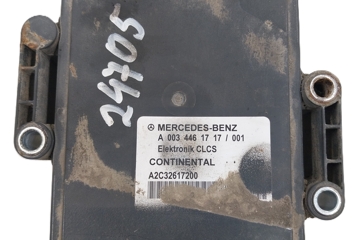 24705
MERCEDES-BENZ
A 003 446 17 17 / 001
Elektronik CLCS
CONTINENTAL
A2C32617200